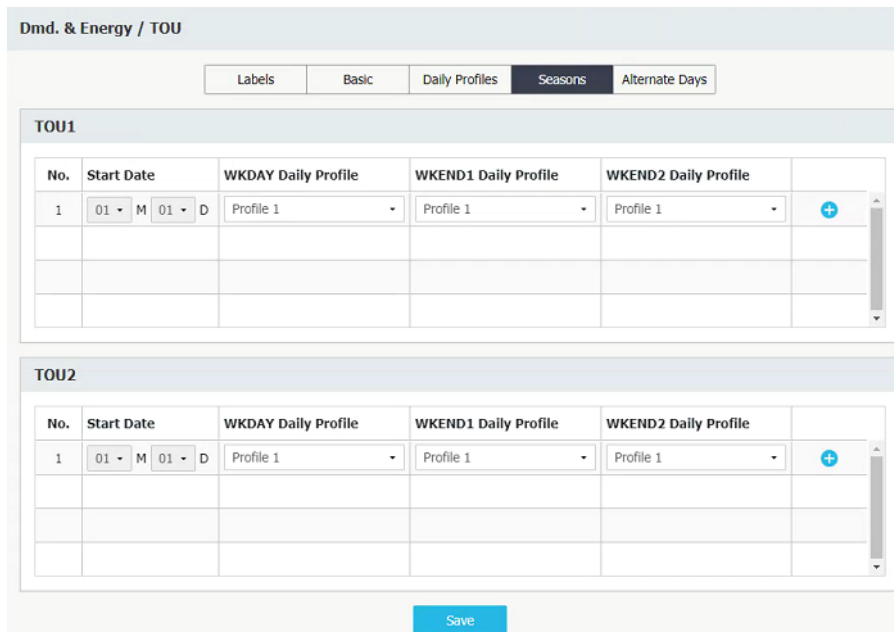 Dmd. & Energy / TOU
Labels Basic Daily Profiles Seasons Alternate Days
TOU1
No. Start Date WKDAY Daily Profile WKEND1 Daily Profile WKEND2 Daily Profile
1 01 M 01 D Profile 1 Profile 1 Profile 1
TOU2
No. Start Date WKDAY Daily Profile WKEND1 Daily Profile WKEND2 Daily Profile
1 01 M 01 D Profile 1 Profile 1 Profile 1
Save